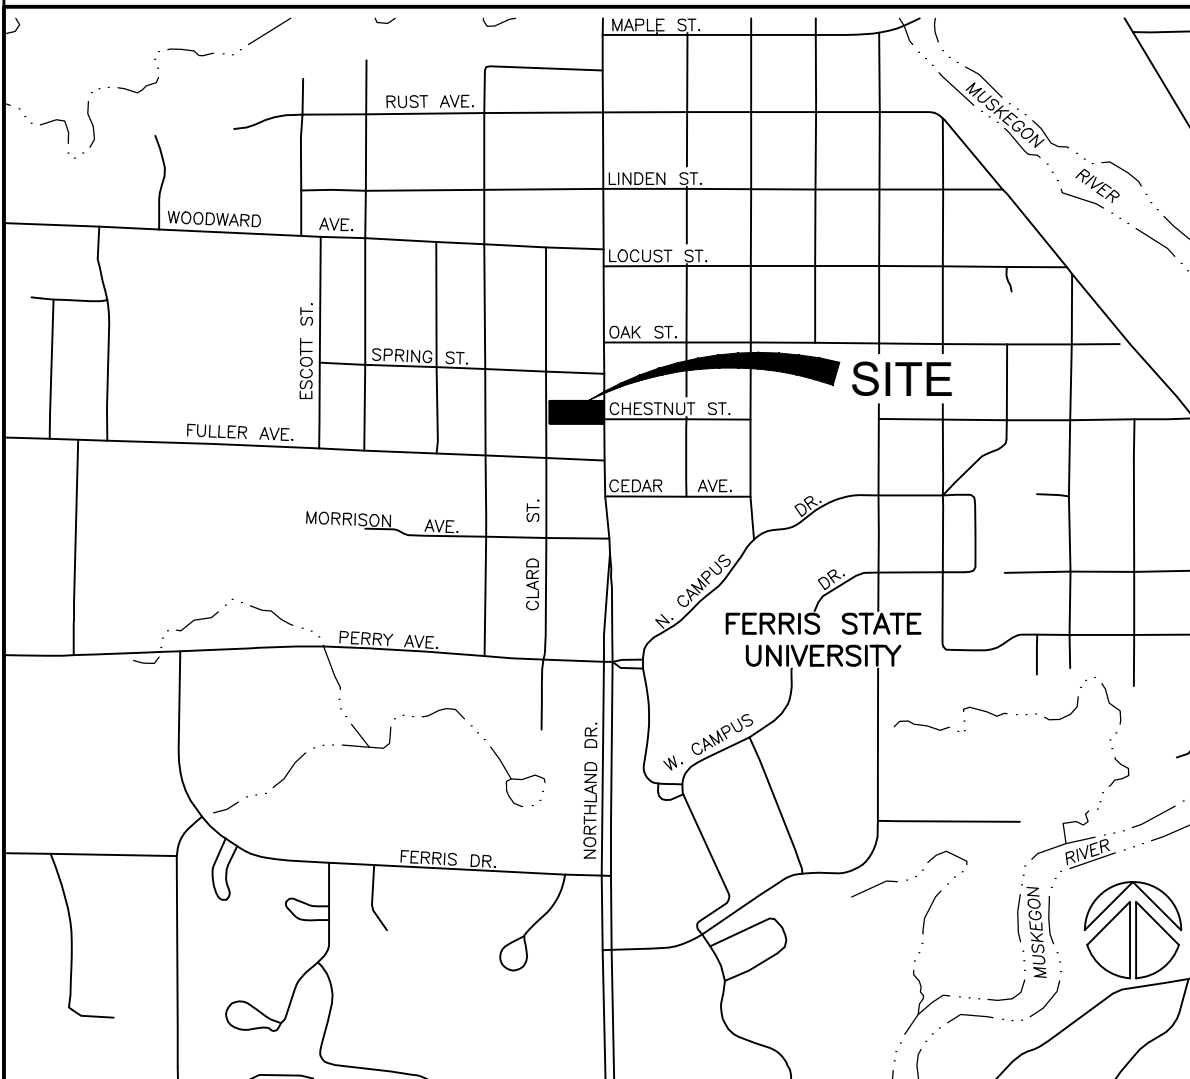 MAPLE ST.
RUST AVE.
MUSKEGON
RIVER
LINDEN ST.
WOODWARD AVE.
LOCUST ST.
ESCOTT ST.
OAK ST.
SPRING ST.
SITE
CHESTNUT ST.
FULLER AVE.
CEDAR AVE.
MORRISON AVE.
CLARD ST.
N. CAMPUS DR.
DR.
FERRIS STATE
UNIVERSITY
PERRY AVE.
W. CAMPUS
NORTHLAND DR.
FERRIS DR.
RIVER
MUSKEGON